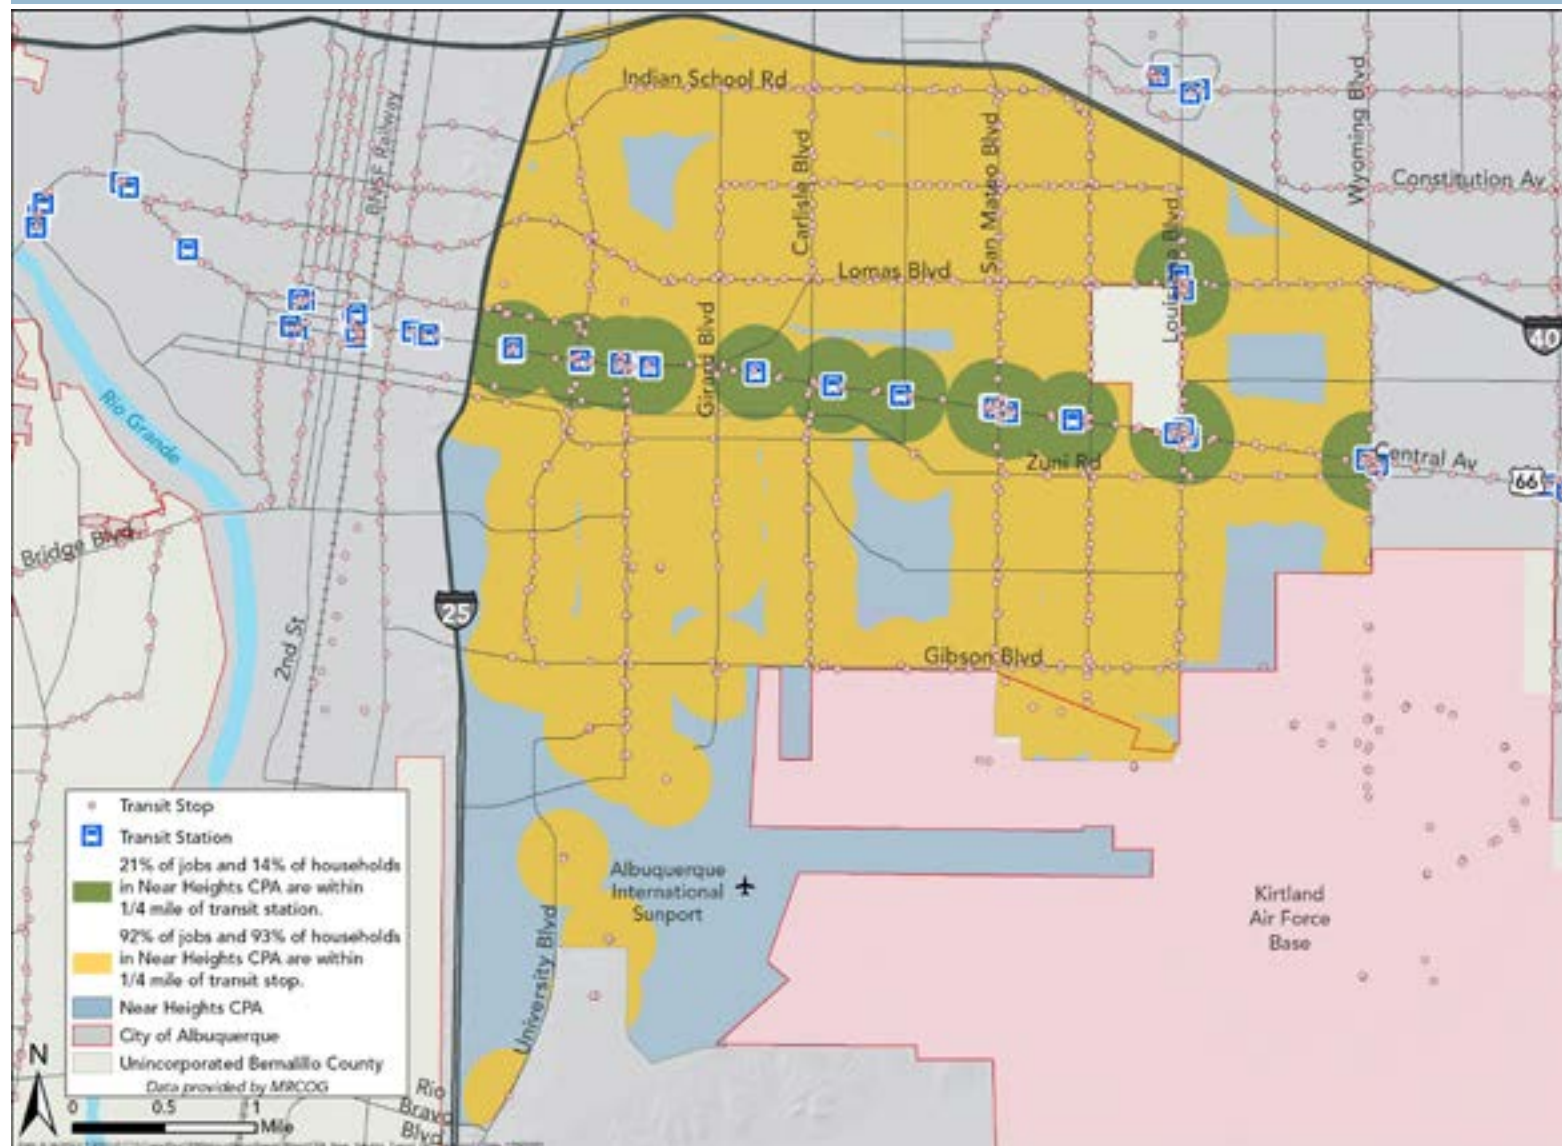 Indian School Rd
BNSF Railway
Carlisle Blvd
San Mateo Blvd
Wyoming Blvd
Constitution Av
Louisiana Blvd
Lomas Blvd
Girard Blvd
40
Rio Grande
Zuni Rd
Central Av
66
Bridge Blvd
25
2nd St
Gibson Blvd
Transit Stop
Transit Station
21% of jobs and 14% of households
in Near Heights CPA are within
1/4 mile of transit station.
92% of jobs and 93% of households
in Near Heights CPA are within
1/4 mile of transit stop.
Near Heights CPA
City of Albuquerque
Unincorporated Bernalillo County
Data provided by MRCOG
Albuquerque
International
Sunport
Kirtland
Air Force
Base
University Blvd
Rio
Bravo
Blvd
N
0 0.5 1
Mile